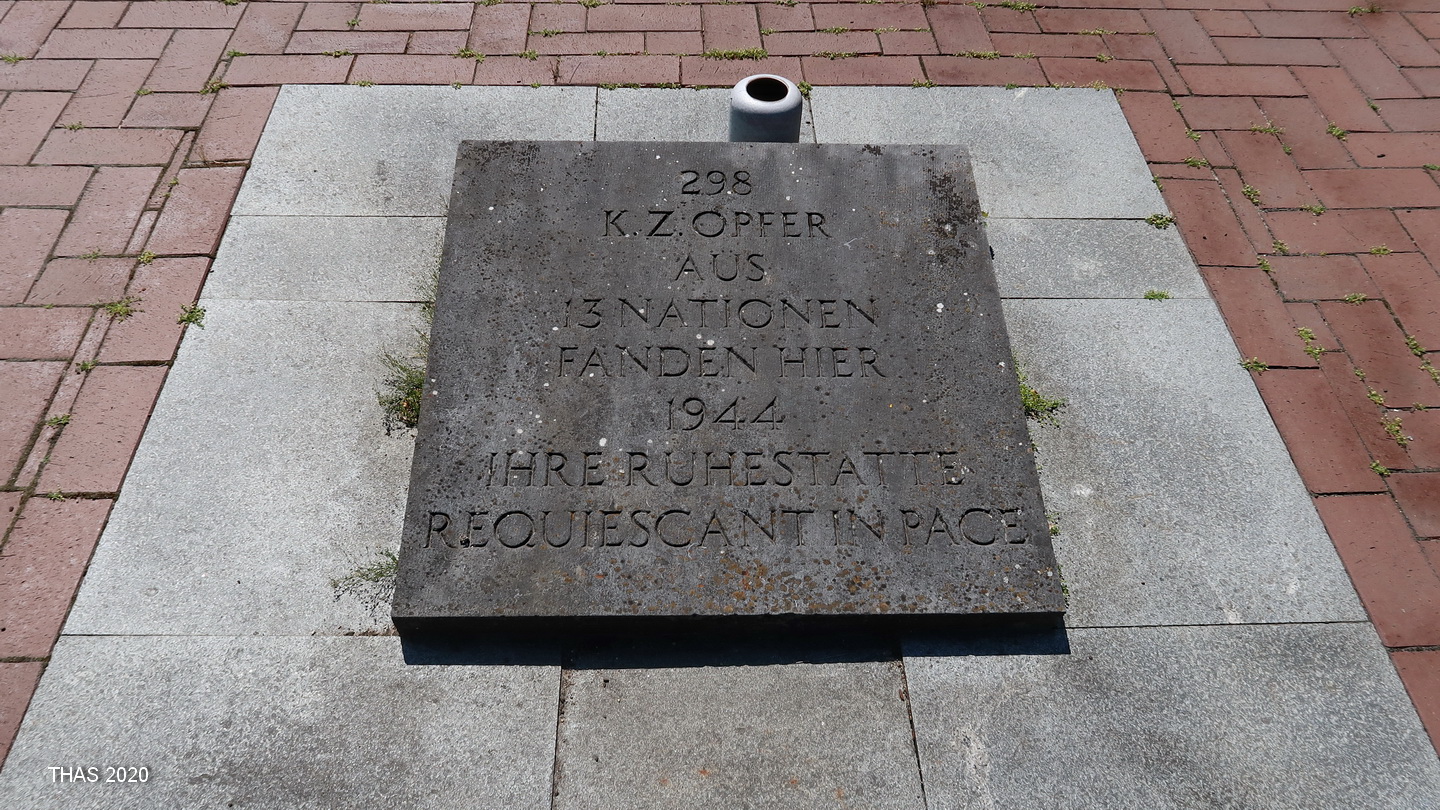 298
K.Z. OPFER
AUS
13 NATIONEN
FANDEN HIER
1944
IHRE RUHESTATTE
REQUIESCANT IN PACE
THAS 2020